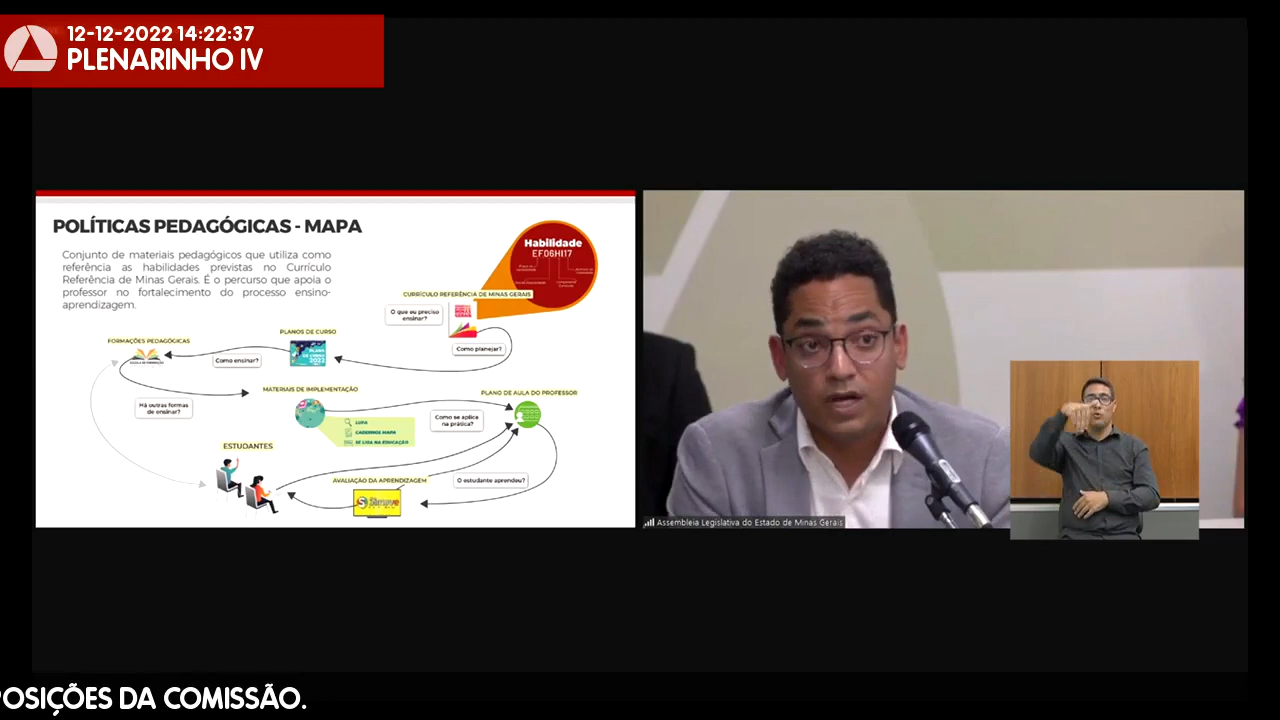 12-12-2022 14:22:37
PLENARINHO IV
POLÍTICAS PEDAGÓGICAS - MAPA
Conjunto de materiais pedagógicos que utiliza como
referência as habilidades previstas no Currículo
Referência de Minas Gerais. É o percurso que apoia o
professor no fortalecimento do processo ensino-
aprendizagem.
Habilidade
EF06HI17
CURRÍCULO REFERÊNCIA DE MINAS GERAIS
O que eu preciso
ensinar?
Como planejar?
PLANOS DE CURSO
PLANO
DE CURSO
2022
FORMAÇÕES PEDAGÓGICAS
Como ensinar?
Há outras formas
de ensinar?
MATERIAIS DE IMPLEMENTAÇÃO
LUPA
CADERNOS MAPA
SE LIGA NA EDUCAÇÃO
PLANO DE AULA DO PROFESSOR
Como se aplica
na prática?
ESTUDANTES
AVALIAÇÃO DA APRENDIZAGEM
Simave
O estudante aprendeu?
Assembleia Legislativa do Estado de Minas Gerais
POSIÇÕES DA COMISSÃO.